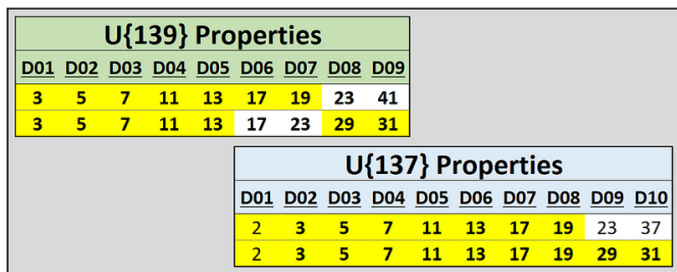 U{139} Properties
D01 D02 D03 D04 D05 D06 D07 D08 D09
3 5 7 11 13 17 19 23 41
3 5 7 11 13 17 23 29 31
U{137} Properties
D01 D02 D03 D04 D05 D06 D07 D08 D09 D10
2 3 5 7 11 13 17 19 23 37
2 3 5 7 11 13 17 19 29 31